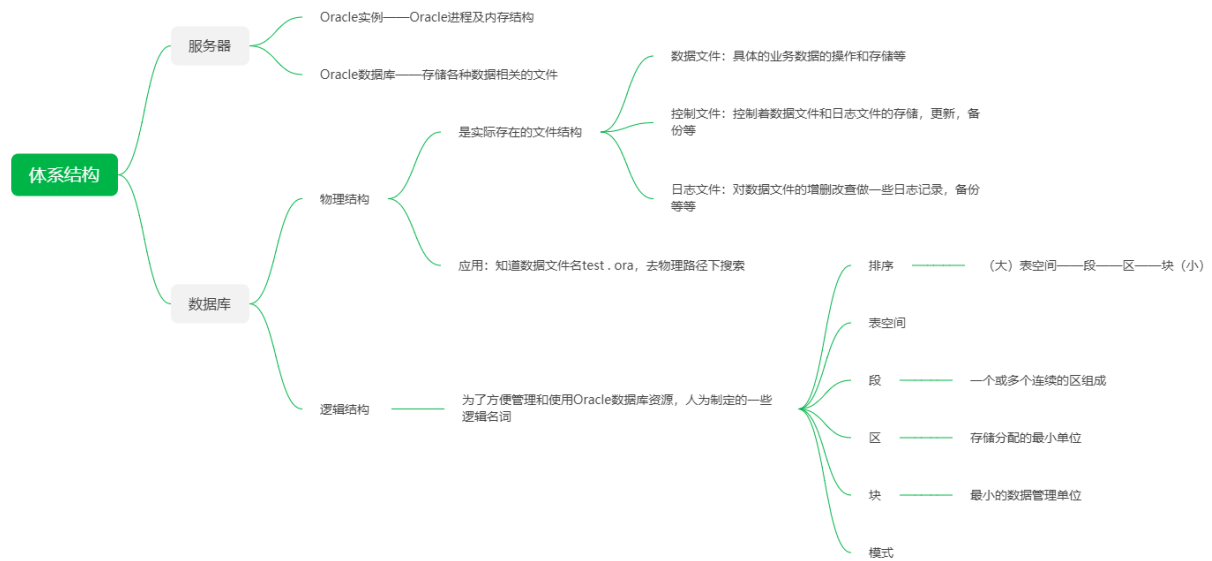 体系结构
服务器
Oracle实例——Oracle进程及内存结构
Oracle数据库——存储各种数据相关的文件
数据库
物理结构
是实际存在的文件结构
数据文件：具体的业务数据的操作和存储等
控制文件：控制着数据文件和日志文件的存储，更新，备
份等
日志文件：对数据文件的增删改查做一些日志记录，备份
等等
应用：知道数据文件名test . ora，去物理路径下搜索
逻辑结构
为了方便管理和使用Oracle数据库资源，人为制定的一些
逻辑名词
排序
（大）表空间——段——区——块（小）
表空间
段
一个或多个连续的区组成
区
存储分配的最小单位
块
最小的数据管理单位
模式